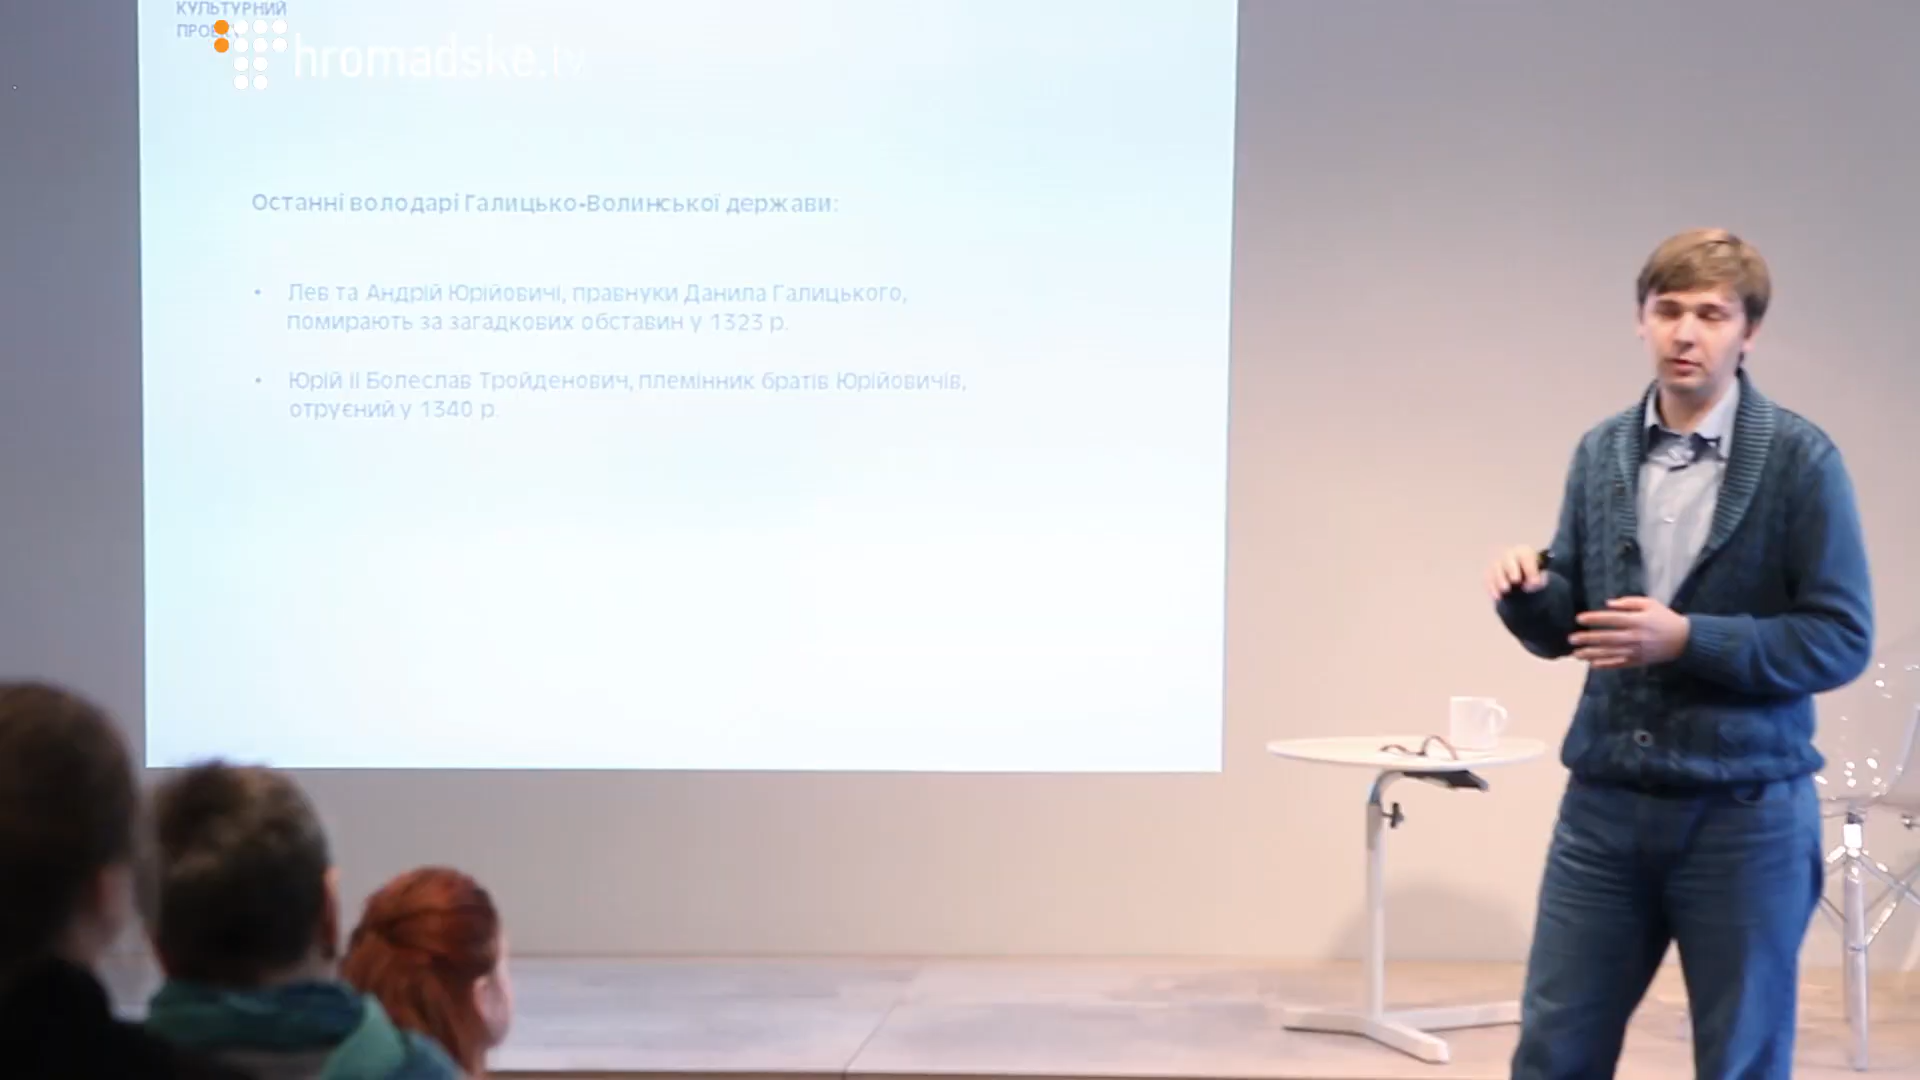 КУЛЬТУРНИЙ
hromadske.tv
Останні володарі Галицько-Волинської держави:
• Лев та Андрій Юрійовичі, правнуки Данила Галицького,
помирають за загадкових обставин у 1323 р.
• Юрій ІІ Болеслав Тройденович, племінник братів Юрійовичів,
отруєний у 1340 р.